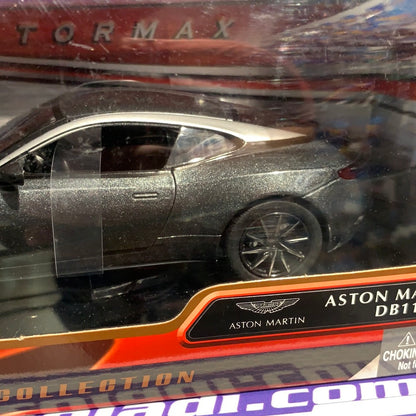 TORMAX
ASTON MA
DB11
ASTON MARTIN
CHOKIN
Not f
COLLECTION